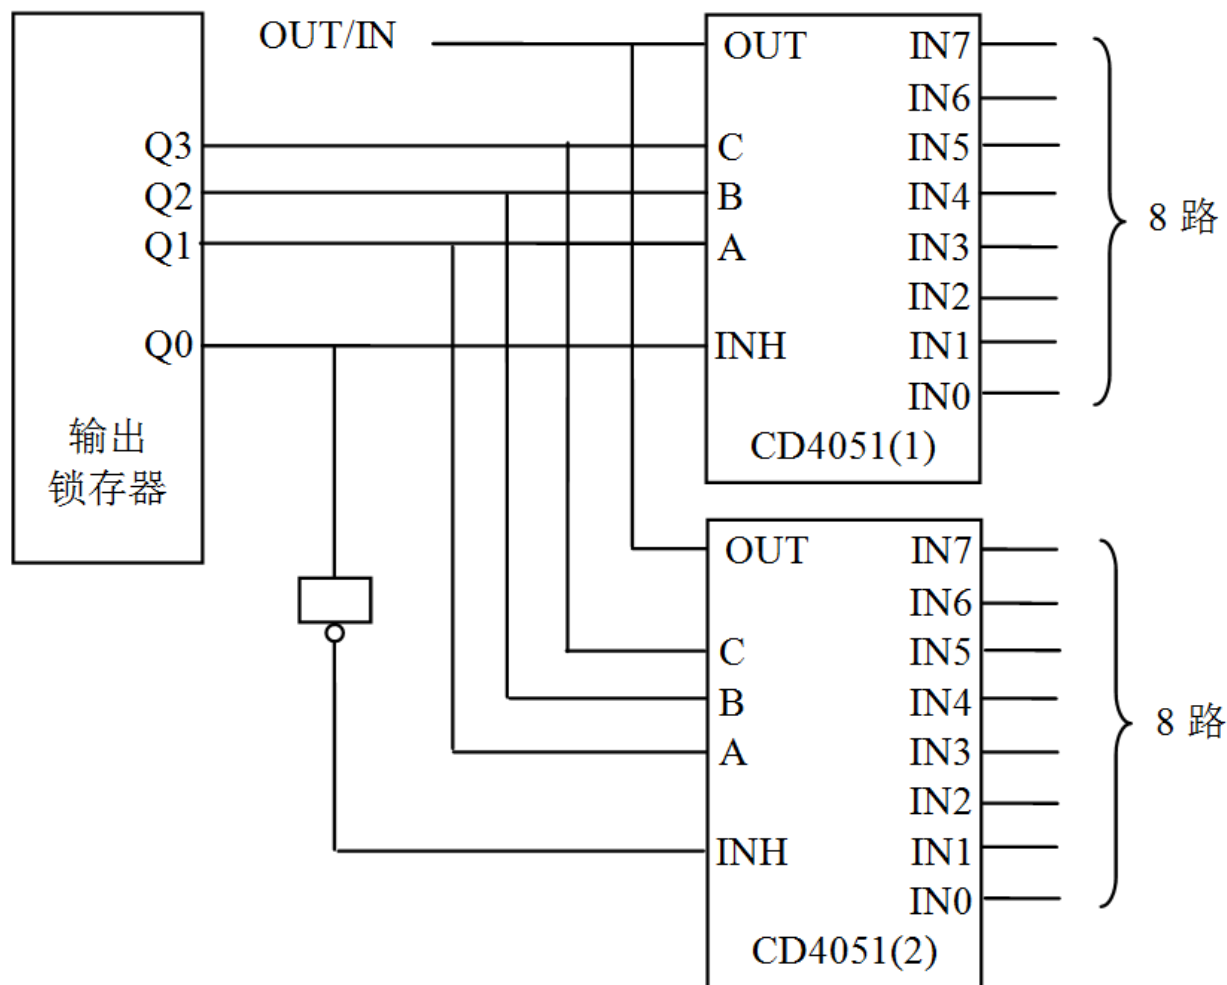 OUT/IN
Q3
Q2
Q1
Q0
输出
锁存器
OUT
C
B
A
INH
IN7
IN6
IN5
IN4
IN3
IN2
IN1
IN0
CD4051(1)
8 路
OUT
C
B
A
INH
IN7
IN6
IN5
IN4
IN3
IN2
IN1
IN0
CD4051(2)
8 路